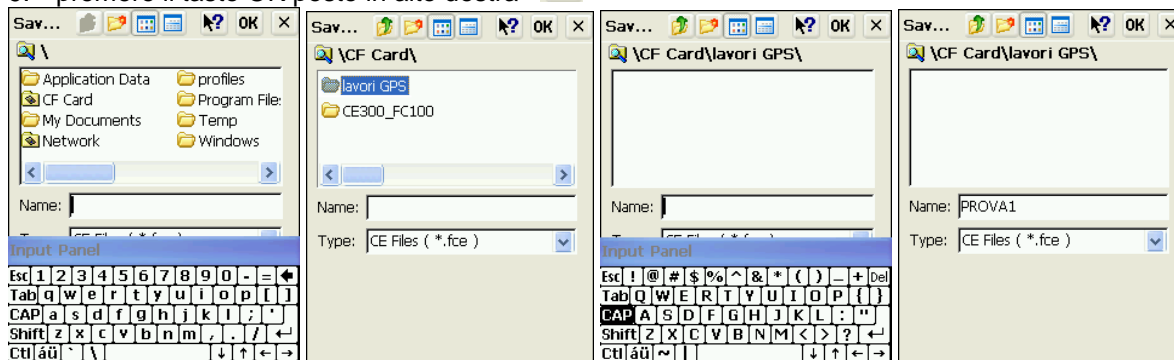 premere il tasto OK posto in alto destra
Sav... ? OK ×
\
Application Data profiles
CF Card Program File:
My Documents Temp
Network Windows
Name:
Input Panel
Esc 1 2 3 4 5 6 7 8 9 0 - =
Tab q w e r t y u i o p [ ]
CAP a s d f g h j k l ; '
Shift z x c v b n m , . /
Ctl áü ` \
Sav... ? OK ×
\CF Card\
lavori GPS
CE300_FC100
Name:
Type: CE Files ( *.fce )
Sav... ? OK ×
\CF Card\lavori GPS\
Name:
Input Panel
Esc ! @ # $ % ^ & * ( ) _ + Del
Tab Q W E R T Y U I O P { }
CAP A S D F G H J K L : "
Shift Z X C V B N M < > ?
Ctl áü ~ |
Sav... ? OK ×
\CF Card\lavori GPS\
Name: PROVA1
Type: CE Files ( *.fce )